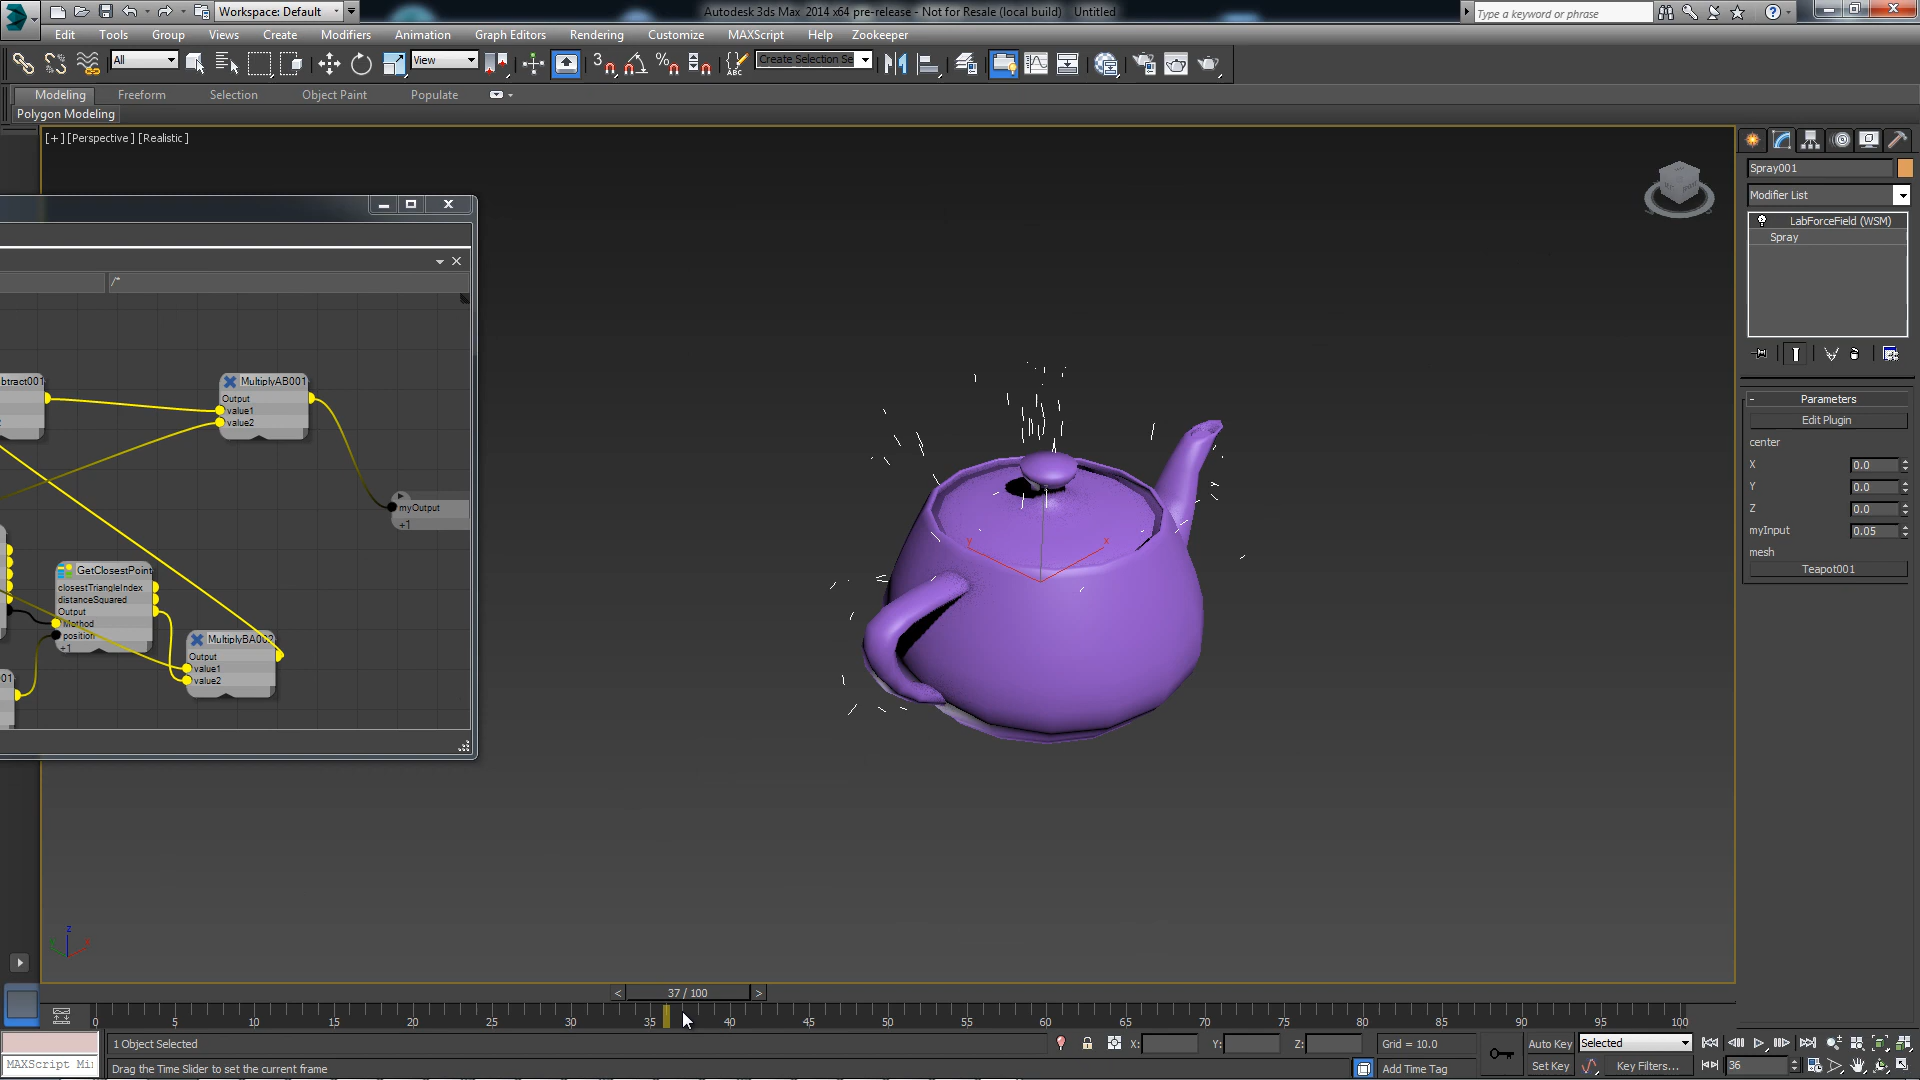 Workspace: Default
Autodesk 3ds Max 2014 x64 pre-release - Not for Resale (local build) Untitled
Type a keyword or phrase
Edit Tools Group Views Create Modifiers Animation Graph Editors Rendering Customize MAXScript Help Zookeeper
All View Create Selection Se
Modeling Freeform Selection Object Paint Populate
Polygon Modeling
[+] [Perspective] [Realistic]
Spray001
Modifier List
LabForceField (WSM)
Spray
Parameters
Edit Plugin
center
X 0.0
Y 0.0
Z 0.0
myInput 0.05
mesh
Teapot001
btract001
MultiplyAB001
Output
value1
value2
myOutput
+1
GetClosestPoint
closestTriangleIndex
distanceSquared
Output
Method
position
+1
Output
value1
value2
01
37 / 100
0 5 10 15 20 25 30 35 40 45 50 55 60 65 70 75 80 85 90 95 100
1 Object Selected
X: Y: Z: Grid = 10.0
Auto Key Selected
MAXScript Mi
Drag the Time Slider to set the current frame
Add Time Tag
Set Key Key Filters... 36